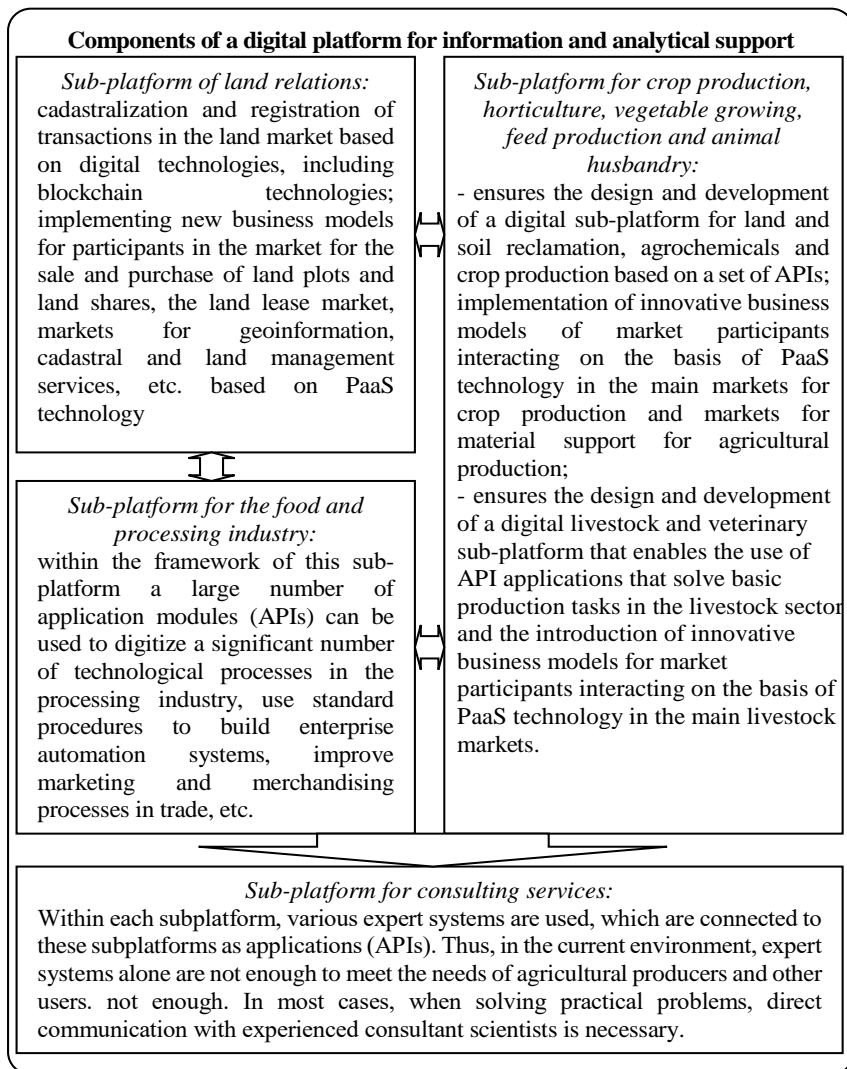 Components of a digital platform for information and analytical support
Sub-platform of land relations:
cadastralization and registration of
transactions in the land market based
on digital technologies, including
blockchain technologies;
implementing new business models
for participants in the market for the
sale and purchase of land plots and
land shares, the land lease market,
markets for geoinformation,
cadastral and land management
services, etc. based on PaaS
technology
Sub-platform for crop production,
horticulture, vegetable growing,
feed production and animal
husbandry:
- ensures the design and development
of a digital sub-platform for land and
soil reclamation, agrochemicals and
crop production based on a set of APIs;
implementation of innovative business
models of market participants
interacting on the basis of PaaS
technology in the main markets for
crop production and markets for
material support for agricultural
production;
- ensures the design and development
of a digital livestock and veterinary
sub-platform that enables the use of
API applications that solve basic
production tasks in the livestock sector
and the introduction of innovative
business models for market
participants interacting on the basis of
PaaS technology in the main livestock
markets.
Sub-platform for the food and
processing industry:
within the framework of this sub-
platform a large number of
application modules (APIs) can be
used to digitize a significant number
of technological processes in the
processing industry, use standard
procedures to build enterprise
automation systems, improve
marketing and merchandising
processes in trade, etc.
Sub-platform for consulting services:
Within each subplatform, various expert systems are used, which are connected to
these subplatforms as applications (APIs). Thus, in the current environment, expert
systems alone are not enough to meet the needs of agricultural producers and other
users. not enough. In most cases, when solving practical problems, direct
communication with experienced consultant scientists is necessary.